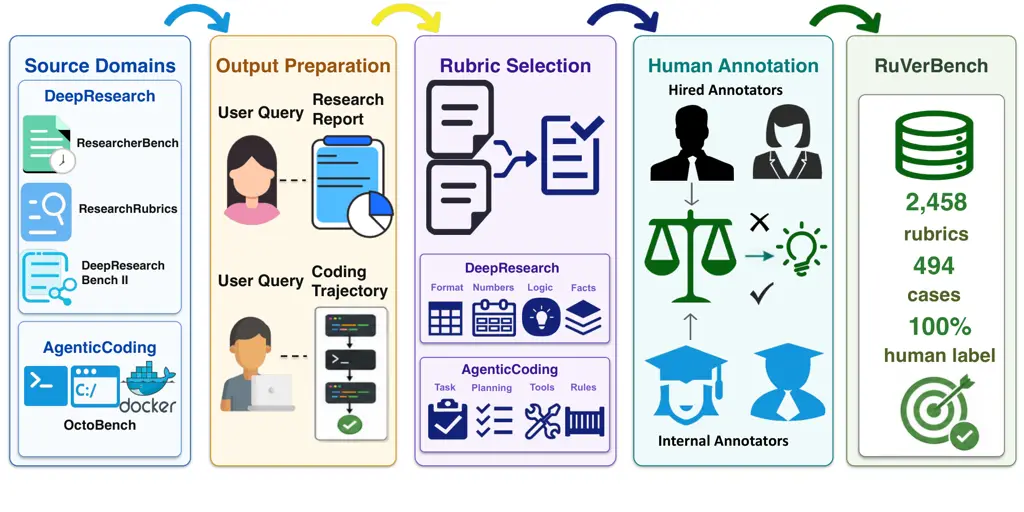 Source Domains
DeepResearch
ResearcherBench
ResearchRubrics
DeepResearch
Bench II
AgenticCoding
>_
C:/
docker
OctoBench
Output Preparation
User Query
Research
Report
User Query
Coding
Trajectory
>_
Rubric Selection
DeepResearch
Format
Numbers
Logic
Facts
AgenticCoding
Task
Planning
Tools
Rules
Human Annotation
Hired Annotators
Internal Annotators
RuVerBench
2,458
rubrics
494
cases
100%
human label